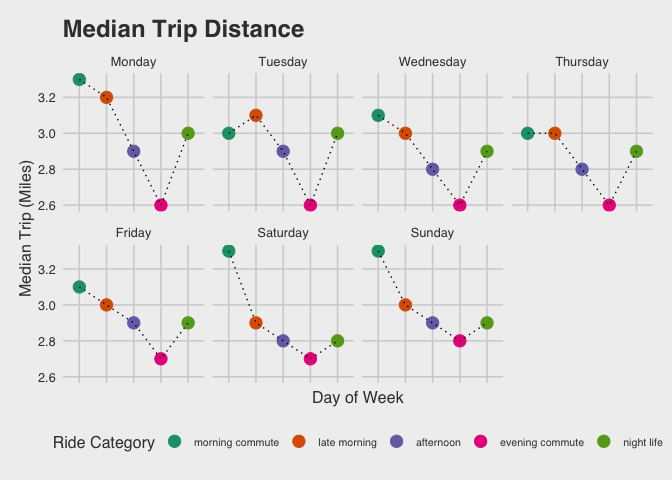 Median Trip Distance
Monday Tuesday Wednesday Thursday
3.2
3.0
2.8
2.6
Friday Saturday Sunday
3.2
3.0
2.8
2.6
Median Trip (Miles)
Day of Week
Ride Category morning commute late morning afternoon evening commute night life